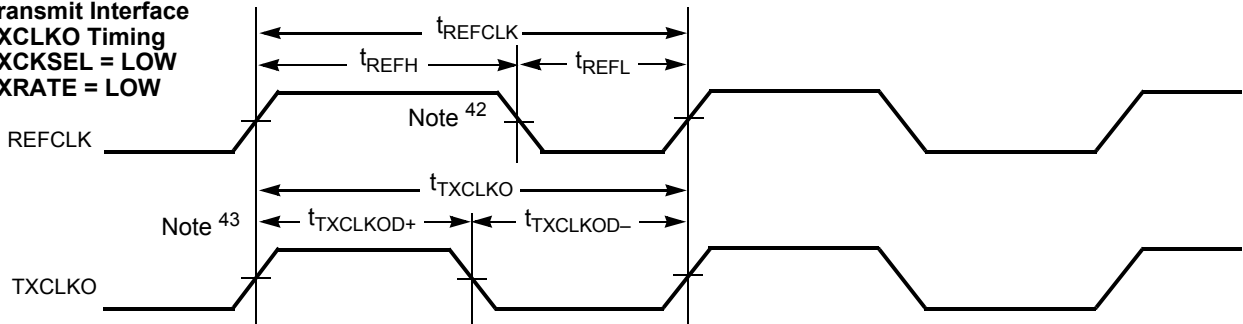 ransmit Interface
XCLKO Timing
XCKSEL = LOW
XRATE = LOW
tREFCLK
tREFH
tREFL
Note 42
REFCLK
tTXCLKO
Note 43
tTXCLKOD+
tTXCLKOD–
TXCLKO